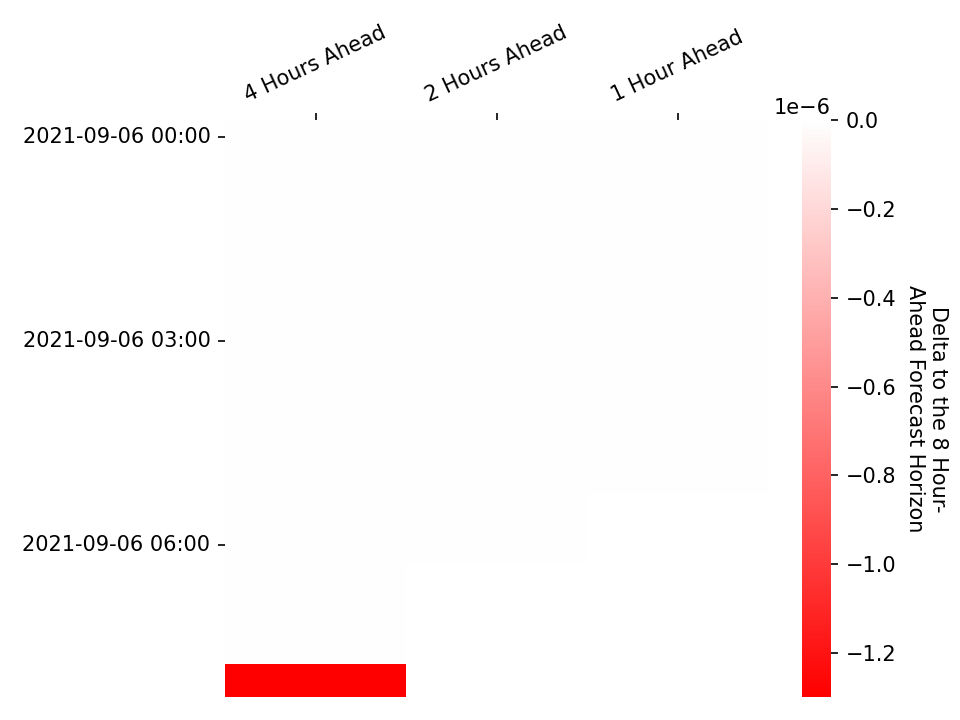 4 Hours Ahead
2 Hours Ahead
1 Hour Ahead
2021-09-06 00:00
2021-09-06 03:00
2021-09-06 06:00
1e−6
0.0
−0.2
−0.4
−0.6
−0.8
−1.0
−1.2
Delta to the 8 Hour-
Ahead Forecast Horizon